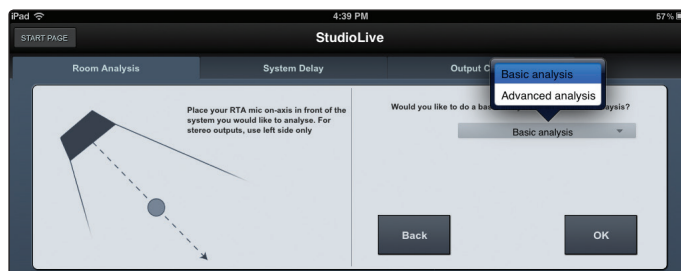 iPad
4:39 PM
57%
START PAGE
StudioLive
Room Analysis
System Delay
Output C
Basic analysis
Advanced analysis
Place your RTA mic on-axis in front of the
system you would like to analyse. For
stereo outputs, use left side only
Would you like to do a bas
ysis?
Basic analysis
Back
OK